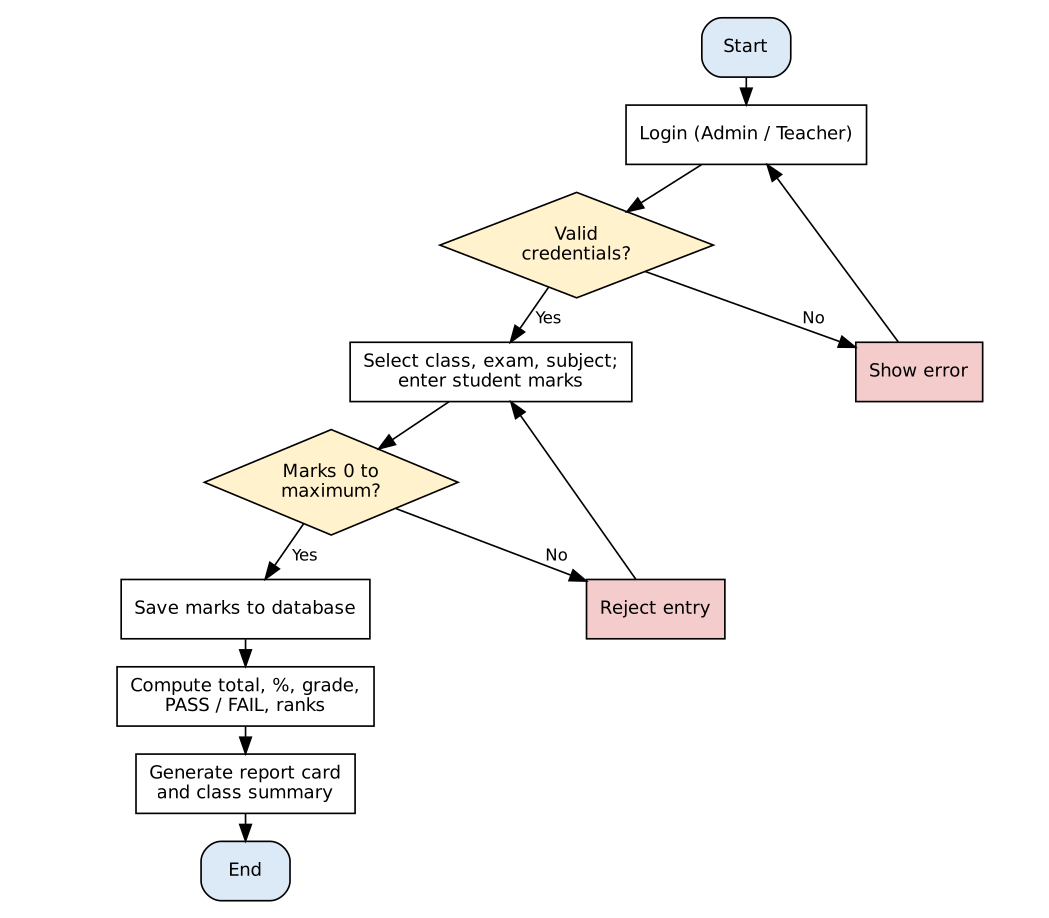 Start
Login (Admin / Teacher)
Valid
credentials?
Yes
No
Select class, exam, subject;
enter student marks
Show error
Marks 0 to
maximum?
Yes
No
Save marks to database
Reject entry
Compute total, %, grade,
PASS / FAIL, ranks
Generate report card
and class summary
End